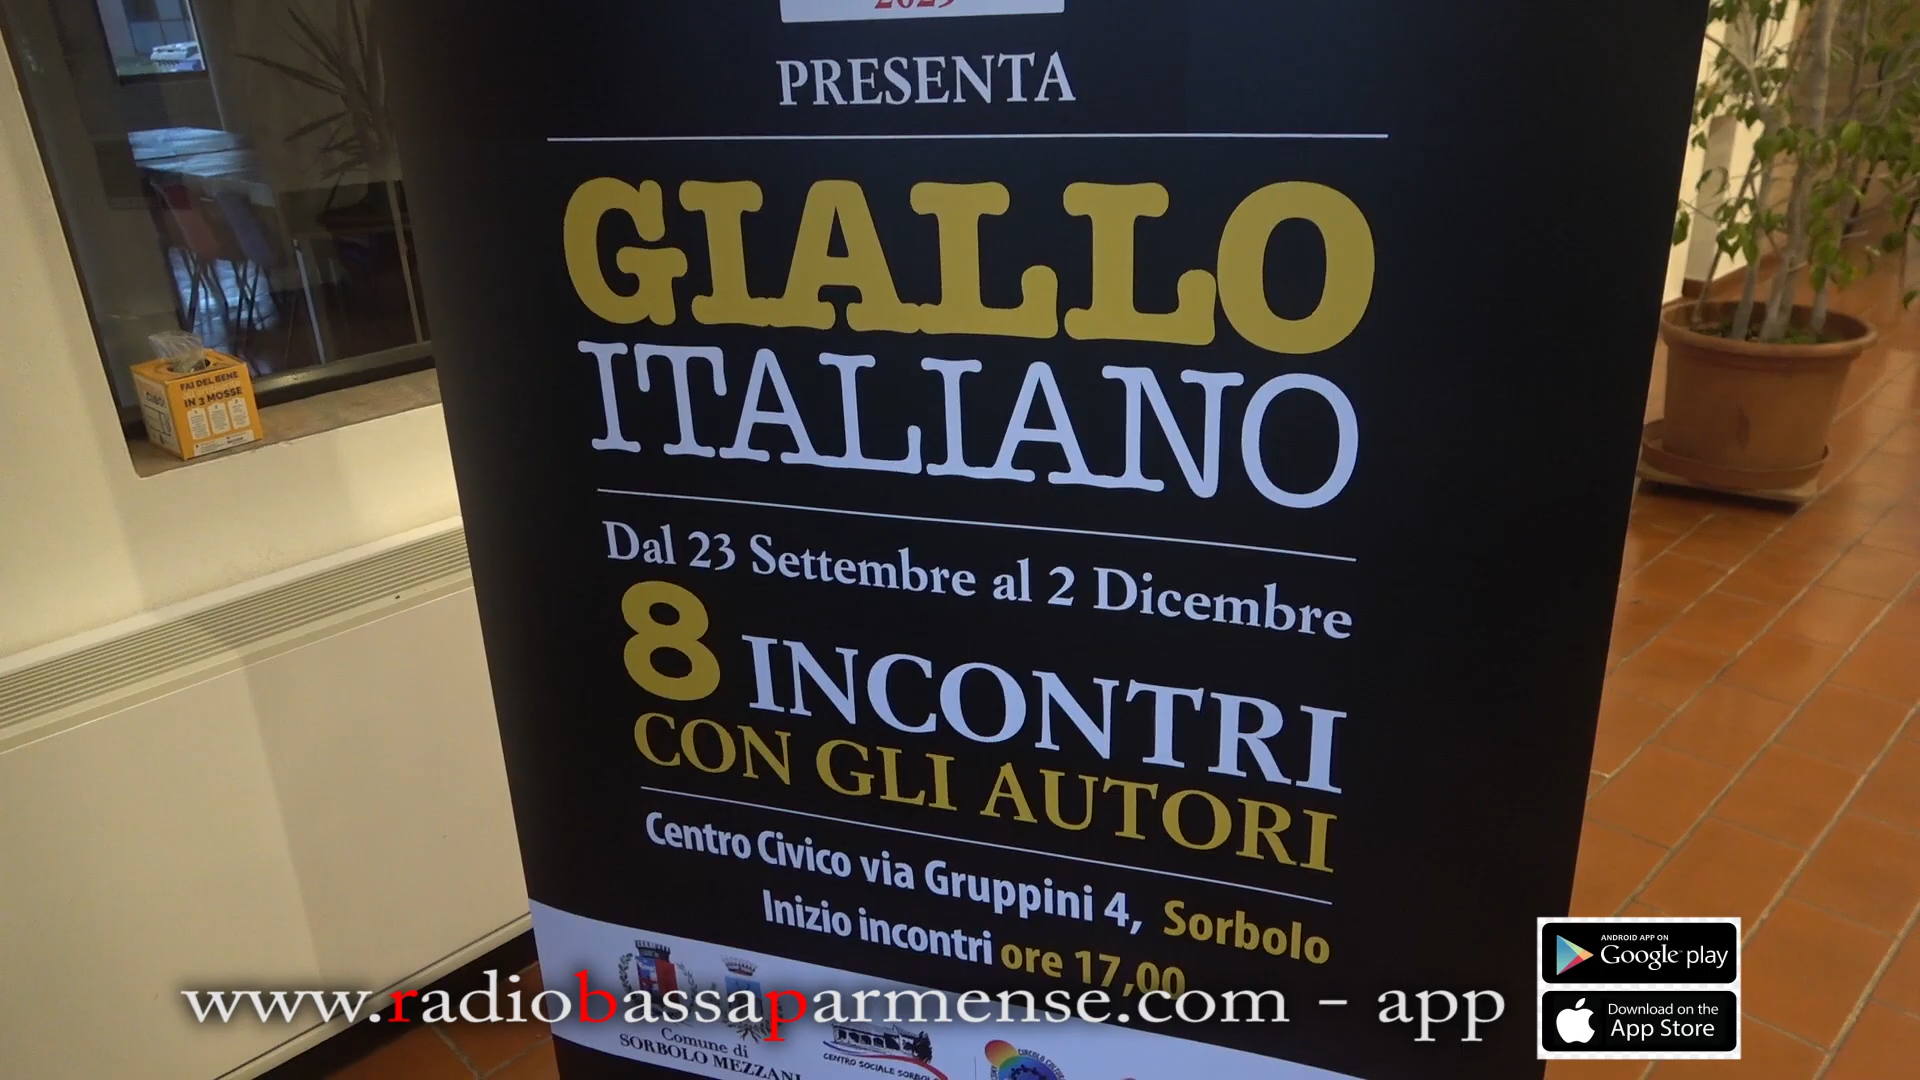 PRESENTA
GIALLO
ITALIANO
Dal 23 Settembre al 2 Dicembre
8 INCONTRI
CON GLI AUTORI
Centro Civico via Gruppini 4, Sorbolo
Inizio incontri ore 17,00
Comune di
SORBOLO MEZZANI
CENTRO SOCIALE
FAI DEL BENE
IN 3 MOSSE
www.radiobassaparmense.com - app
ANDROID APP ON
Google play
Download on the
App Store